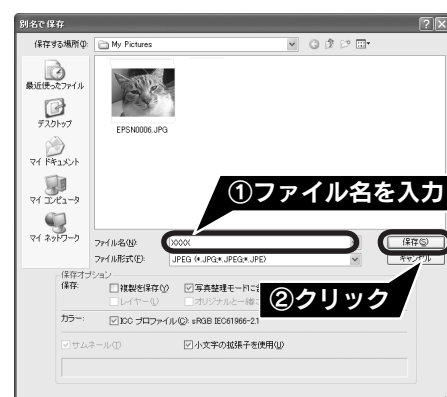 別名で保存
保存する場所(I):
My Pictures
最近使ったファイル
デスクトップ
マイ ドキュメント
マイ コンピュータ
マイ ネットワーク
EPSN0006.JPG
①ファイル名を入力
ファイル名(N):
XXXX
保存(S)
ファイル形式(F):
JPEG (*.JPG;*.JPEG;*.JPE)
キャンセル
②クリック
保存オプション
保存:
複製を保存(Y)
写真整理モードに含
レイヤー(L)
オリジナルと一緒に
カラー:
ICC プロファイル(C): sRGB IEC61966-2.1
サムネール(T)
小文字の拡張子を使用(U)